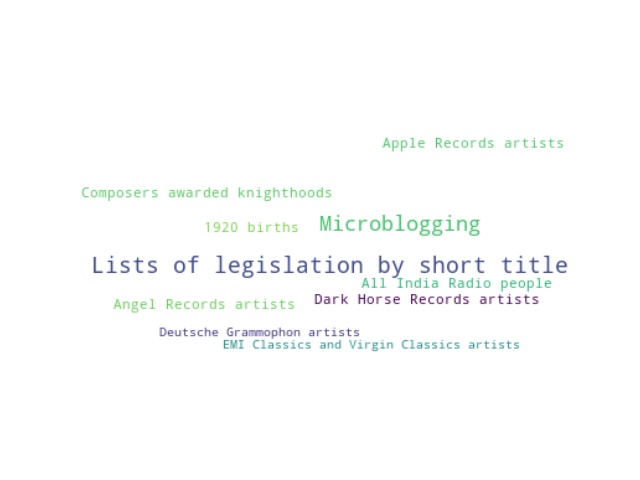 Apple Records artists
Composers awarded knighthoods
1920 births
Microblogging
Lists of legislation by short title
All India Radio people
Dark Horse Records artists
Angel Records artists
Deutsche Grammophon artists
EMI Classics and Virgin Classics artists